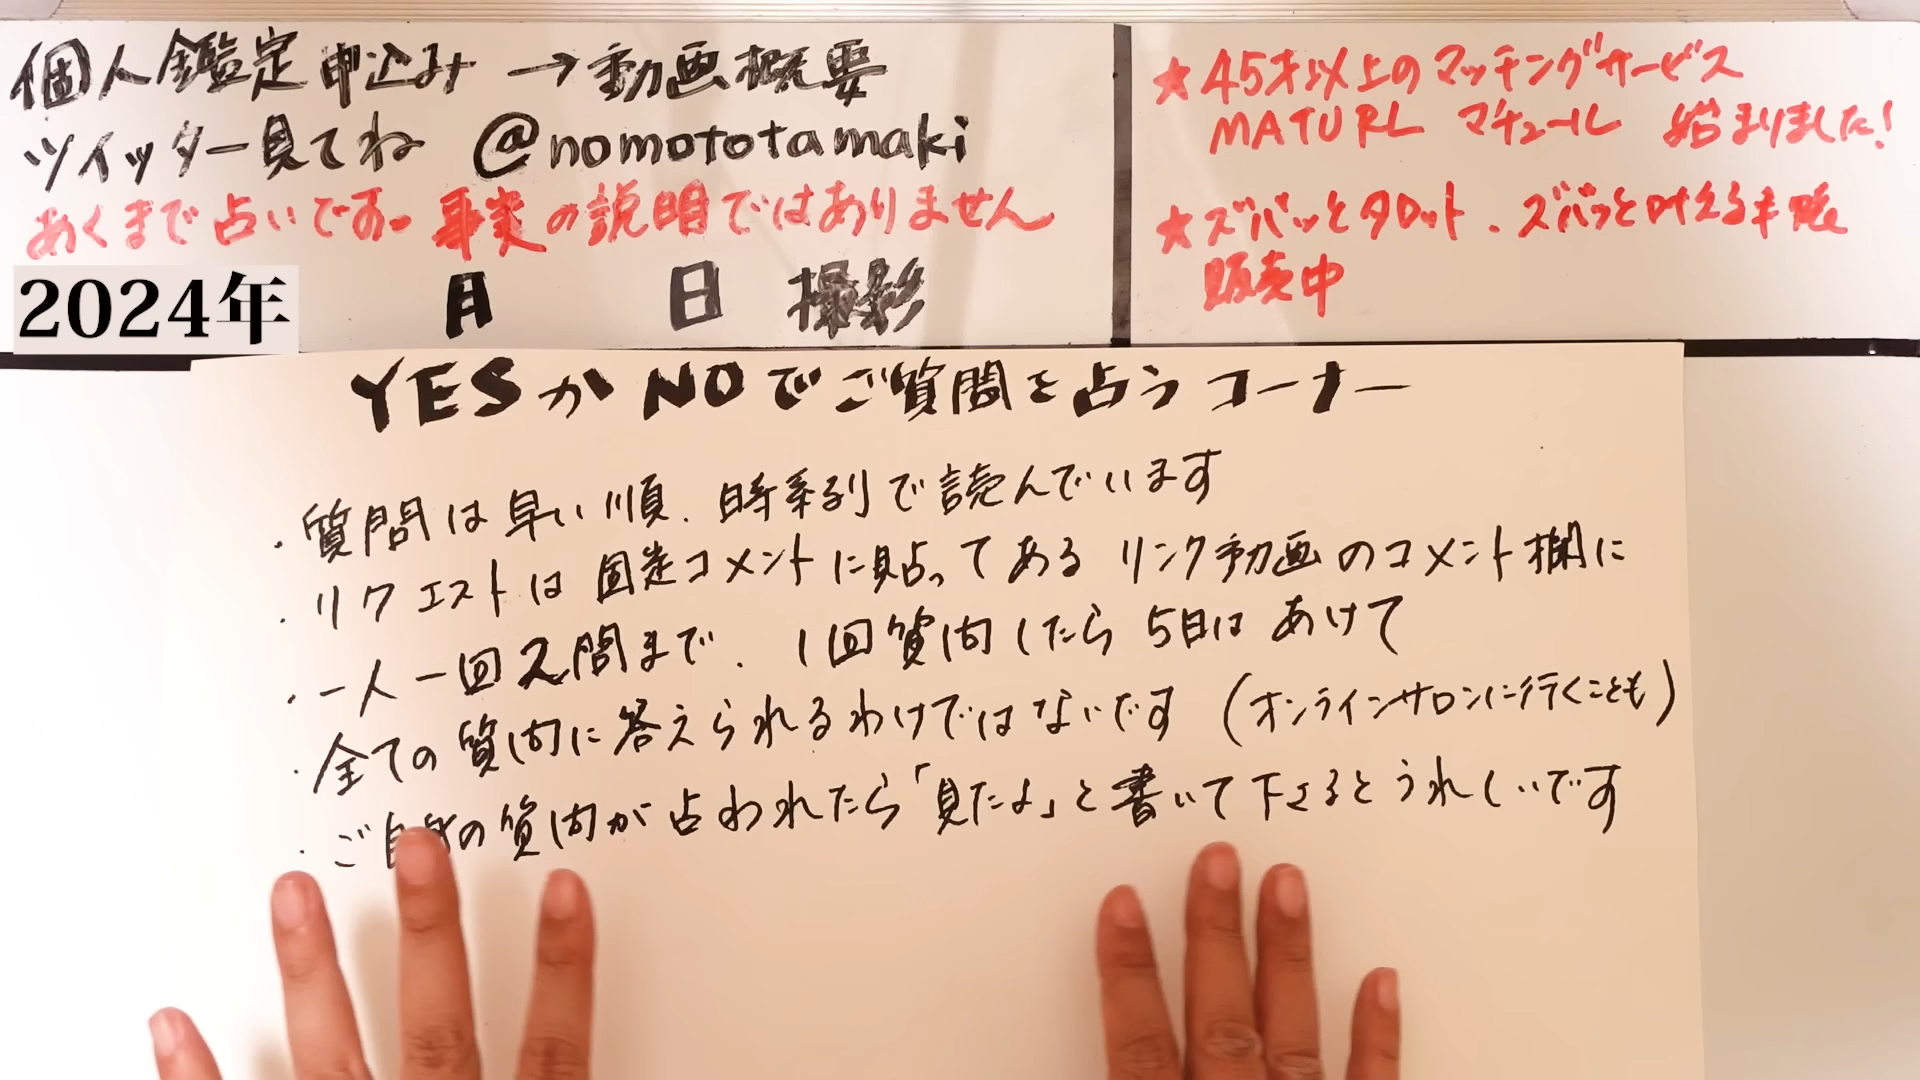 個人鑑定申込み→動画概要
ツイッター見てね @nomototamaki
あくまで占いです。事実の説明ではありません
2024年 月 日 撮影
★45才以上のマッチングサービス
MATURL マチュール 始まりました!
★ズバッとタロット、ズバッと叶える手帳
販売中
YESかNOでご質問を占うコーナー
・質問は早い順、時系列で読んでいます
・リクエストは固定コメントに貼ってあるリンク動画のコメント欄に
・一人一回2問まで、1回質問したら5日はあけて
・全ての質問に答えられるわけではないです(オンラインサロンに行くことも)
・ご自身の質問が占われたら「見たよ」と書いて下さるとうれしいです